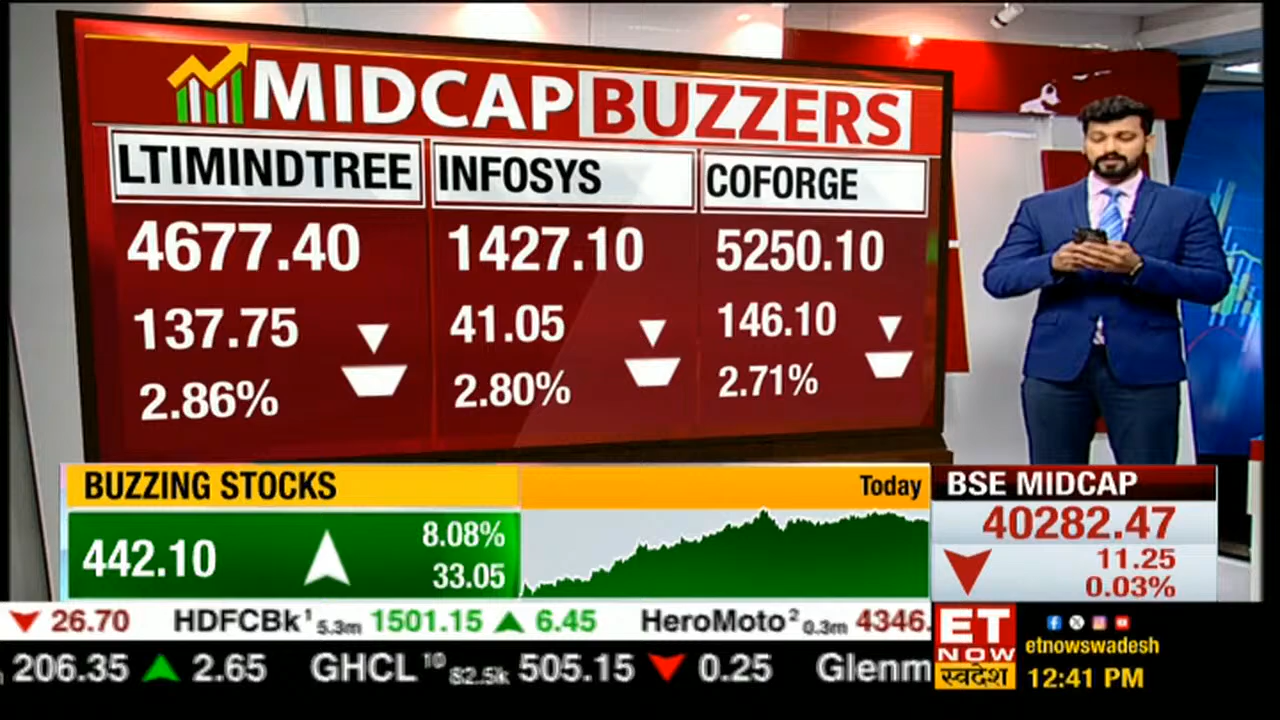 MIDCAP BUZZERS
LTIMINDTREE INFOSYS COFORGE
4677.40 1427.10 5250.10
137.75 41.05 146.10
2.86% 2.80% 2.71%
BUZZING STOCKS
Today
442.10
8.08%
33.05
BSE MIDCAP
40282.47
11.25
0.03%
26.70 HDFCBk 1 5.3m 1501.15 6.45 HeroMoto 2 0.3m 4346.
206.35 2.65 GHCL 10 82.5k 505.15 0.25 Glenm
ET
NOW
स्वदेश
etnowswadesh
12:41 PM